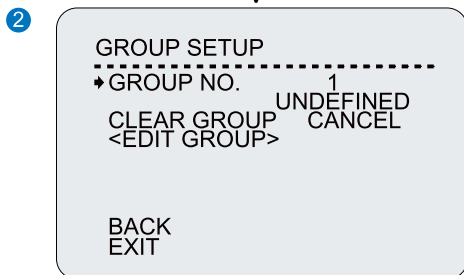 2
GROUP SETUP
GROUP NO. 1
UNDEFINED
CLEAR GROUP CANCEL
<EDIT GROUP>
BACK
EXIT